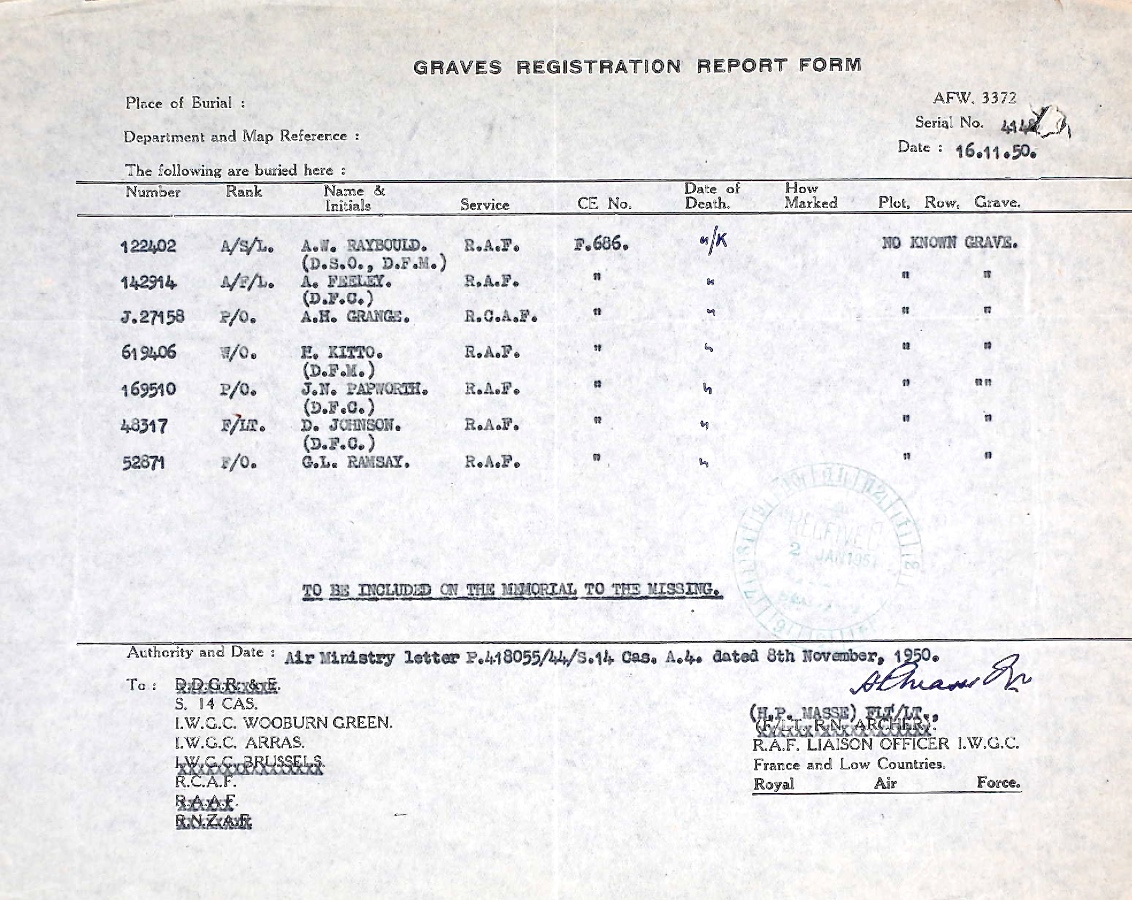 GRAVES REGISTRATION REPORT FORM
Place of Burial :
AFW. 3372
Department and Map Reference :
Serial No. 4148
Date : 16.11.50.
The following are buried here :
Number Rank Name & Initials Service CE No. Date of Death. How Marked Plot, Row, Grave.
122402 A/S/L. A.W. RAYBOULD. R.A.F. F.686. u/K NO KNOWN GRAVE.
(D.S.O., D.F.M.)
142914 A/F/L. A. FEELEY. R.A.F. " " " "
(D.F.C.)
J.27158 P/O. A.H. GRANGE. R.C.A.F. " " " "
619406 W/O. H. KITTO. R.A.F. " " " "
(D.F.M.)
169510 P/O. J.N. PAPWORTH. R.A.F. " " " ""
(D.F.C.)
48317 F/LT. D. JOHNSON. R.A.F. " " " "
(D.F.C.)
52871 F/O. G.L. RAMSAY. R.A.F. " " " "
RECEIVED
2 JAN 1951
TO BE INCLUDED ON THE MEMORIAL TO THE MISSING.
Authority and Date : Air Ministry letter P.418055/44/S.14 Cas. A.4. dated 8th November, 1950.
To : D.D.G.R. & E.
S. 14 CAS.
I.W.G.C. WOOBURN GREEN.
I.W.G.C. ARRAS.
I.W.G.C. BRUSSELS.
R.C.A.F.
R.A.A.F.
R.N.Z.A.F.
(H.P. MASSE) FLT/LT.,
(F/LT. R.N. ARCHER).
R.A.F. LIAISON OFFICER I.W.G.C.
France and Low Countries.
Royal Air Force.